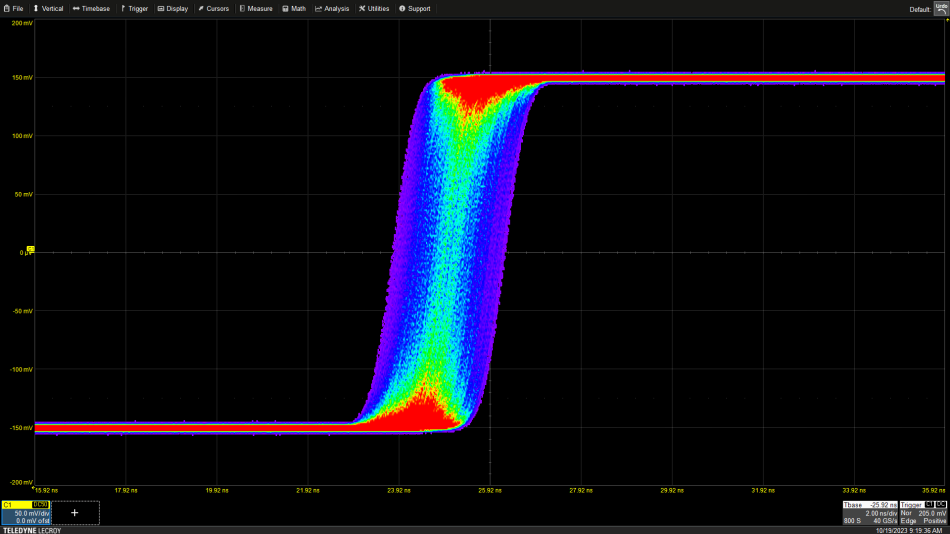 File Vertical Timebase Trigger Display Cursors Measure Math Analysis Utilities Support Default: Undo
200 mV
150 mV
100 mV
50 mV
C1
0 µV
-50 mV
-100 mV
-150 mV
-200 mV
15.92 ns 17.92 ns 19.92 ns 21.92 ns 23.92 ns 25.92 ns 27.92 ns 29.92 ns 31.92 ns 33.92 ns 35.92 ns
C1 DC50
50.0 mV/div
0.0 mV ofst
+
Tbase -25.92 ns
2.00 ns/div
800 S 40 GS/s
Trigger C1 DC
Nor 205.0 mV
Edge Positive
TELEDYNE LECROY
10/19/2023 9:19:36 AM